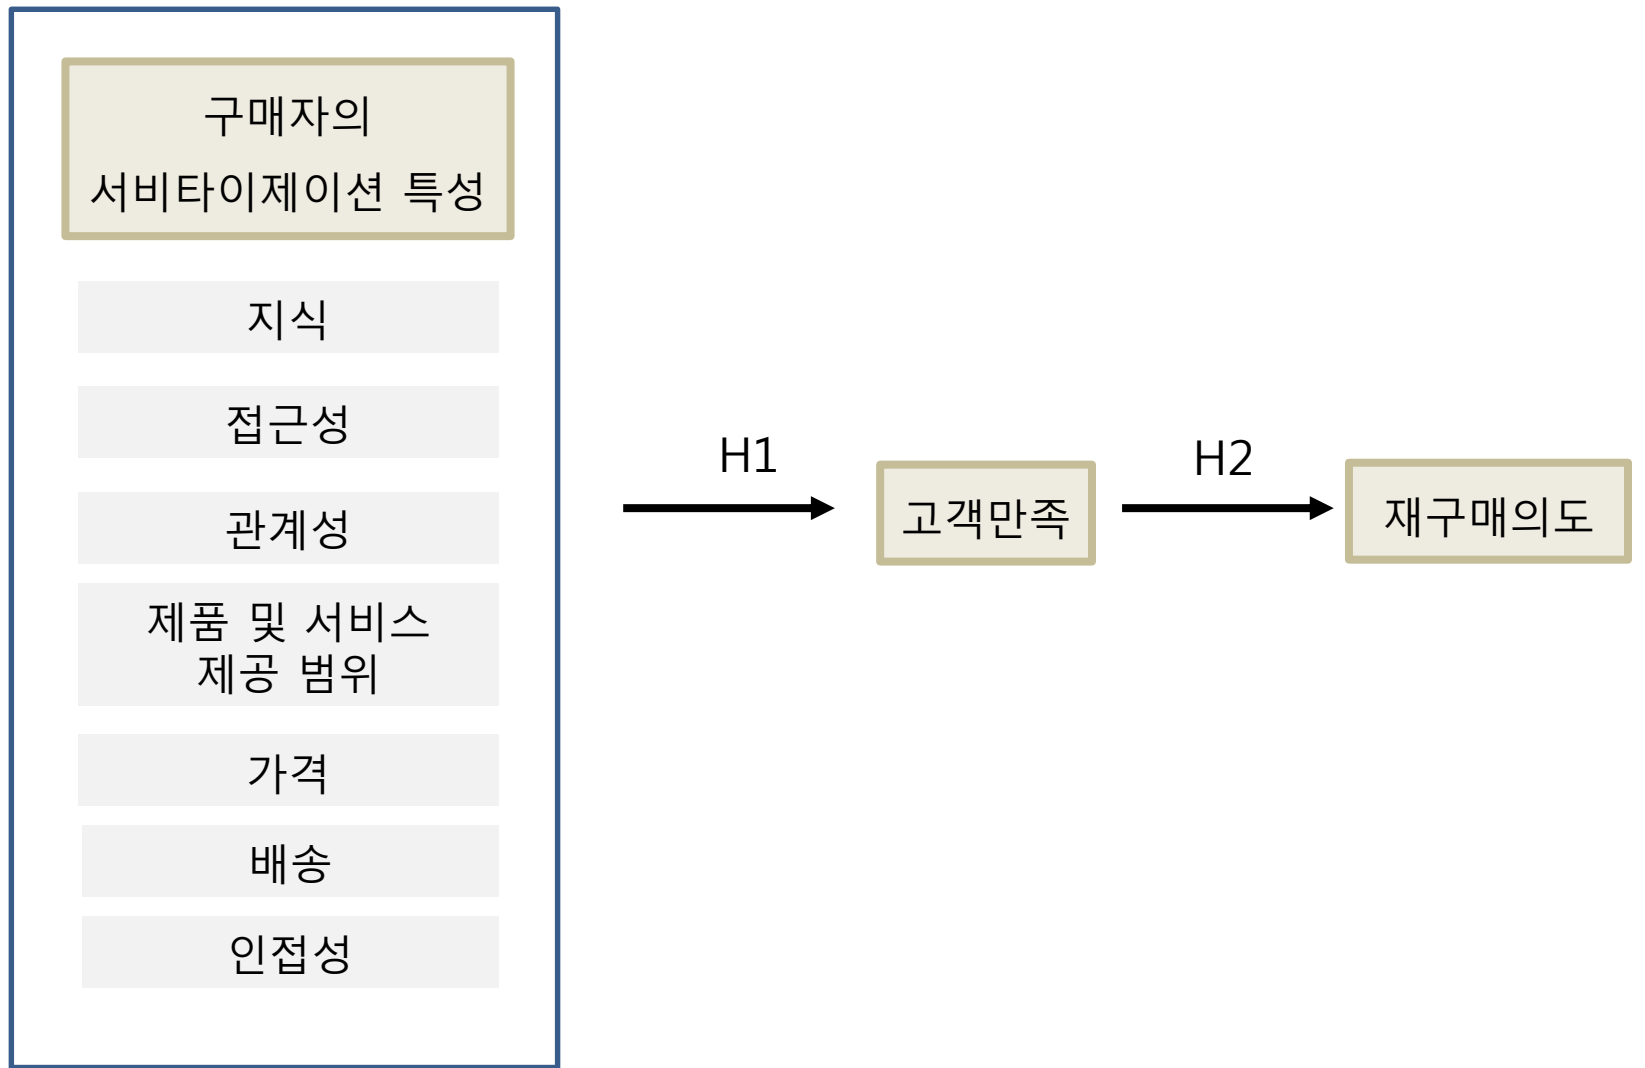 구매자의
서비타이제이션 특성
지식
접근성
관계성
제품 및 서비스
제공 범위
가격
배송
인접성
H1
고객만족
H2
재구매의도